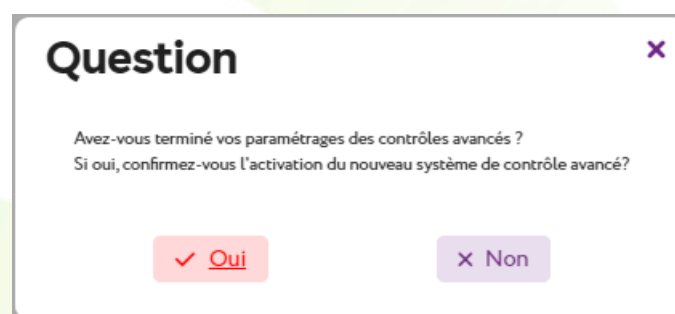 Question
Avez-vous terminé vos paramétrages des contrôles avancés ?
Si oui, confirmez-vous l'activation du nouveau système de contrôle avancé?
Oui
Non